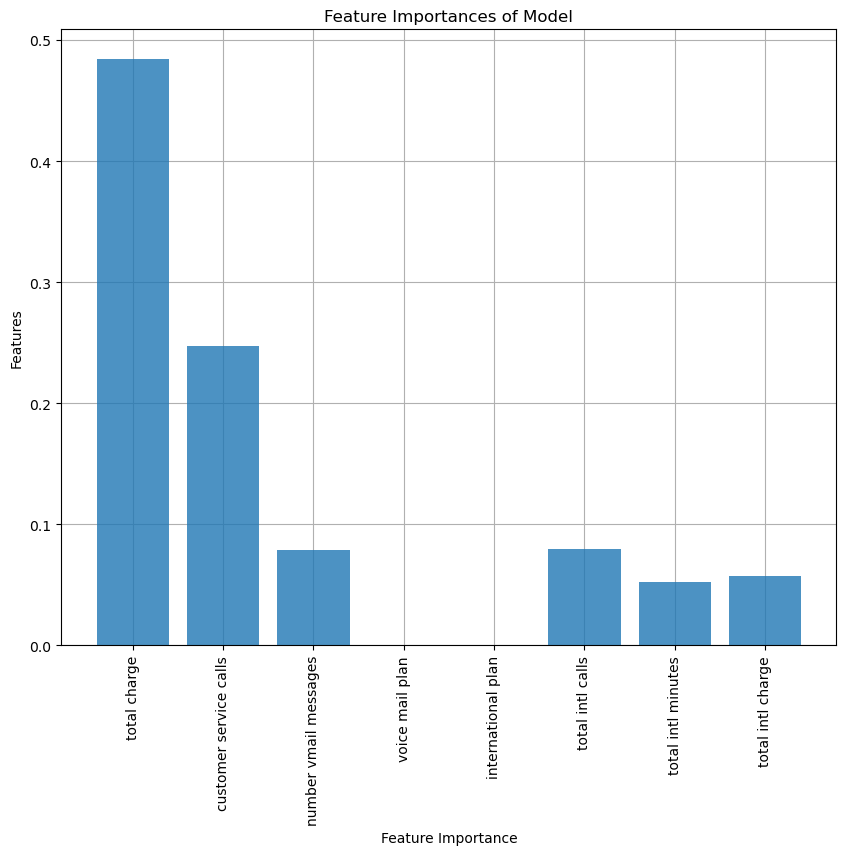 Feature Importances of Model
Features
0.5
0.4
0.3
0.2
0.1
0.0
total charge
customer service calls
number vmail messages
voice mail plan
international plan
total intl calls
total intl minutes
total intl charge
Feature Importance